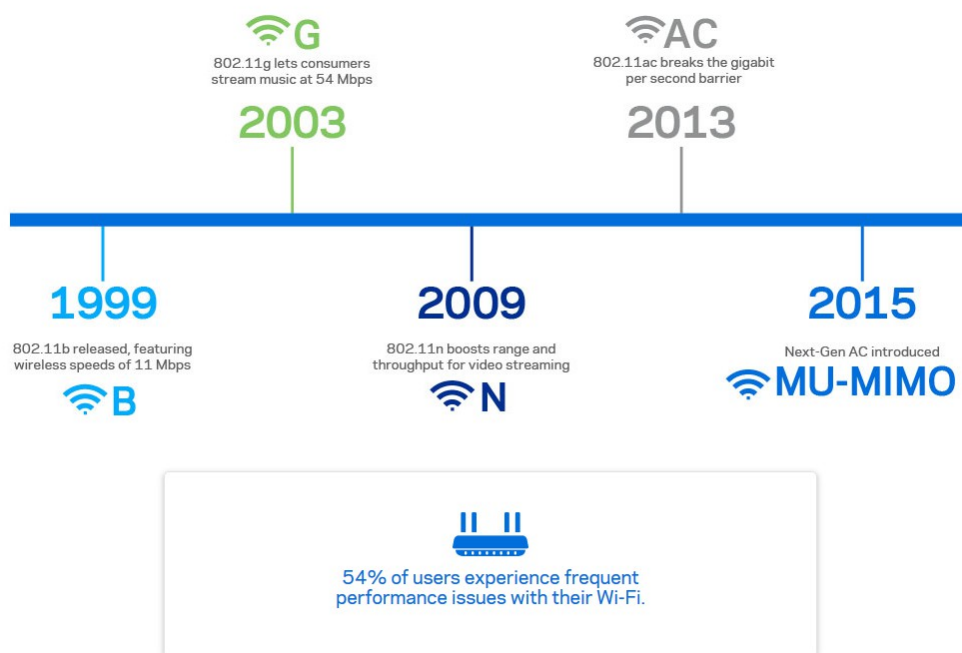 G
802.11g lets consumers
stream music at 54 Mbps
2003
AC
802.11ac breaks the gigabit
per second barrier
2013
1999
802.11b released, featuring
wireless speeds of 11 Mbps
B
2009
802.11n boosts range and
throughput for video streaming
N
2015
Next-Gen AC introduced
MU-MIMO
54% of users experience frequent
performance issues with their Wi-Fi.